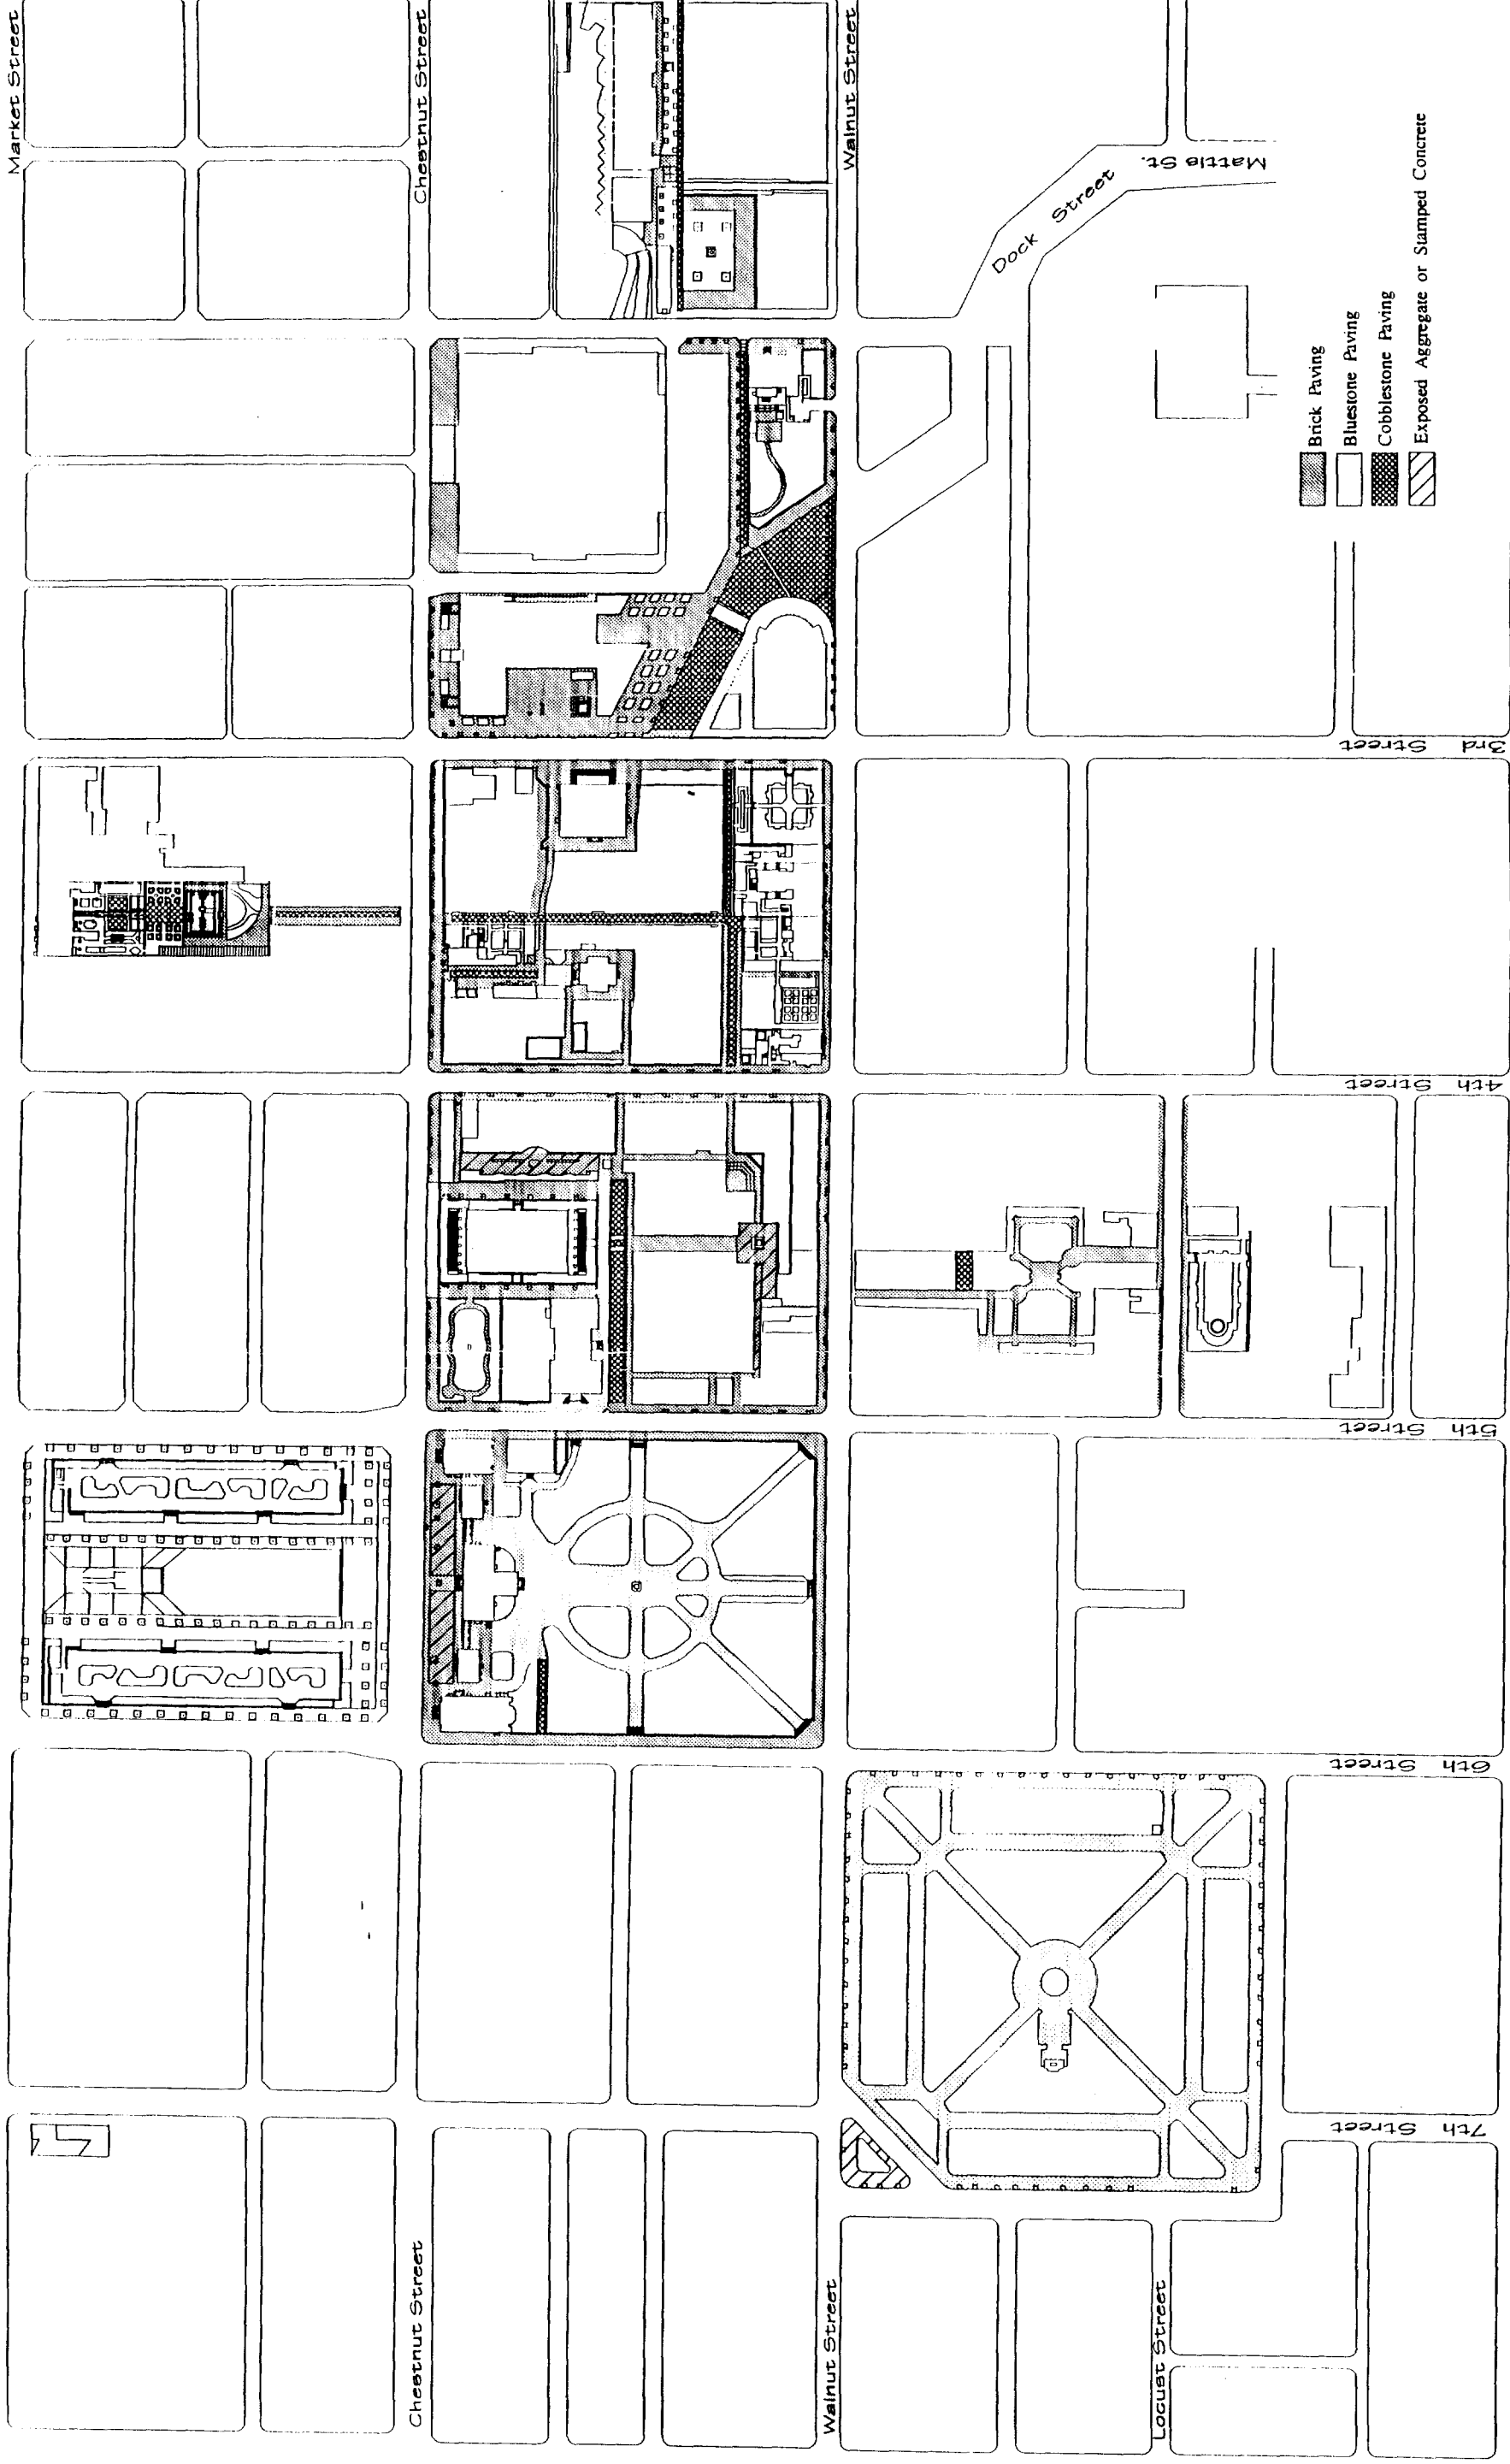 Market Street
Chestnut Street
Walnut Street
Dock Street
Mattis St.
Brick Paving
Bluestone Paving
Cobblestone Paving
Exposed Aggregate or Stamped Concrete
3rd Street
4th Street
5th Street
6th Street
7th Street
Chestnut Street
Walnut Street
Locust Street